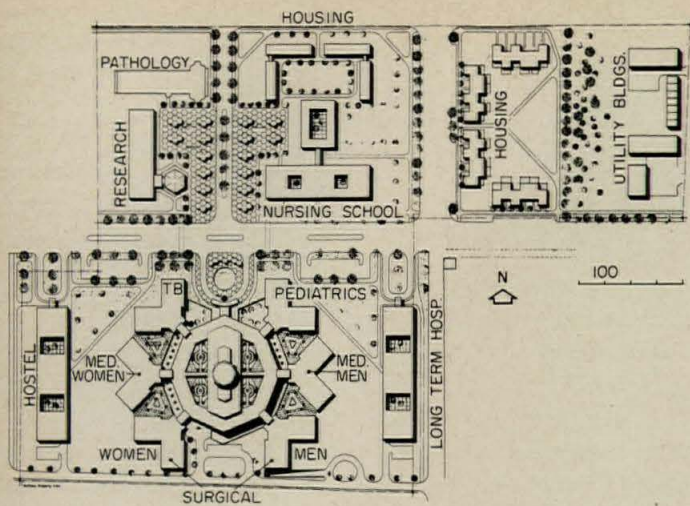 HOUSING
PATHOLOGY
RESEARCH
NURSING SCHOOL
HOUSING
UTILITY BLDGS.
N
100
TB
PEDIATRICS
HOSTEL
MED.
WOMEN
MED.
MEN
LONG TERM HOSP.
WOMEN
MEN
SURGICAL